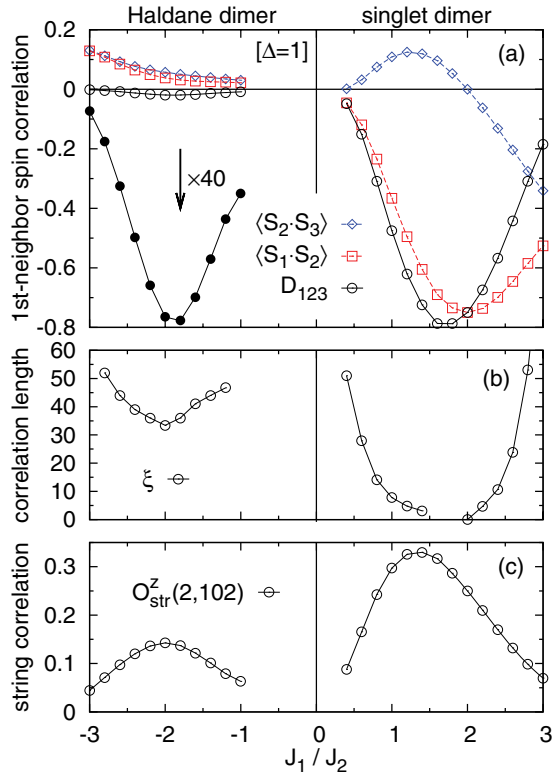 Haldane dimer singlet dimer
[Δ=1] (a)
0.2
0
-0.2
-0.4
-0.6
-0.8
1st-neighbor spin correlation
×40
⟨S2·S3⟩
⟨S1·S2⟩
D123
60
50
40
30
20
10
0
correlation length
(b)
ξ
0.3
0.2
0.1
0
string correlation
(c)
O^z_str(2,102)
-3 -2 -1 0 1 2 3
J1 / J2